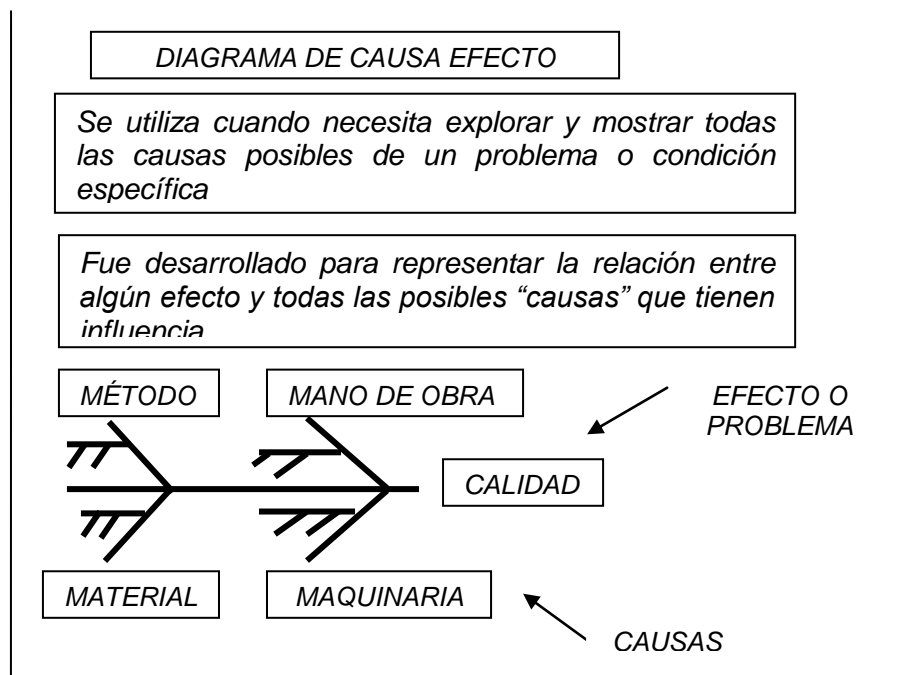 DIAGRAMA DE CAUSA EFECTO
Se utiliza cuando necesita explorar y mostrar todas
las causas posibles de un problema o condición
específica
Fue desarrollado para representar la relación entre
algún efecto y todas las posibles “causas” que tienen
influencia
MÉTODO
MANO DE OBRA
EFECTO O
PROBLEMA
CALIDAD
MATERIAL
MAQUINARIA
CAUSAS